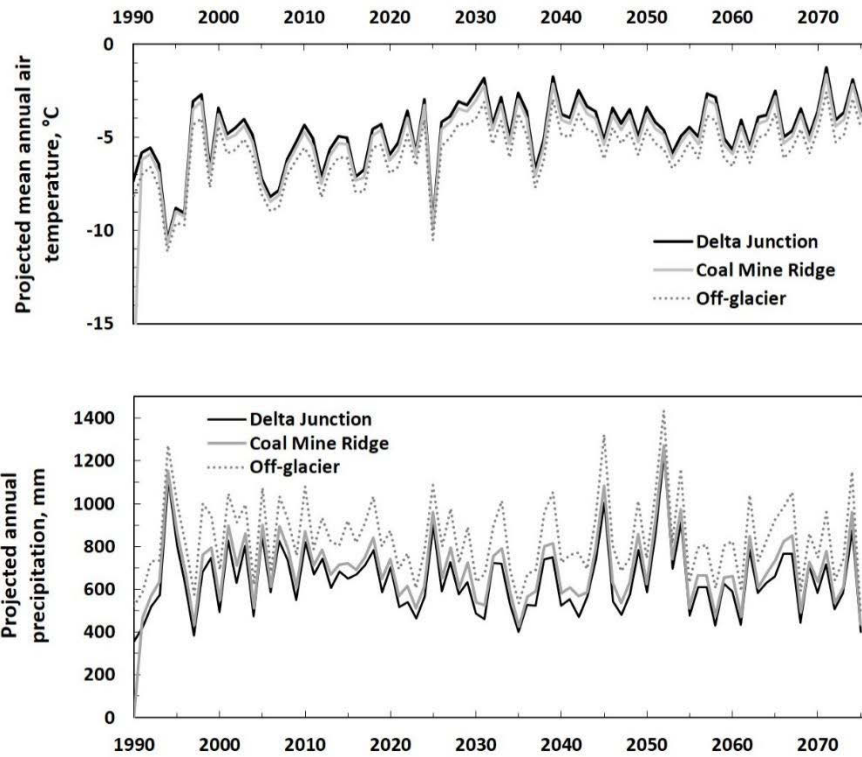 1990 2000 2010 2020 2030 2040 2050 2060 2070
Projected mean annual air
temperature, °C
0
-5
-10
-15
Delta Junction
Coal Mine Ridge
Off-glacier
Projected annual
precipitation, mm
1400
1200
1000
800
600
400
200
0
Delta Junction
Coal Mine Ridge
Off-glacier
1990 2000 2010 2020 2030 2040 2050 2060 2070